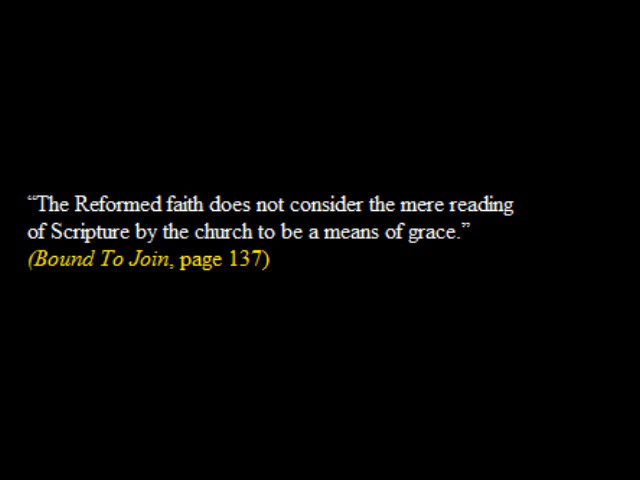 “The Reformed faith does not consider the mere reading
of Scripture by the church to be a means of grace.”
(Bound To Join, page 137)